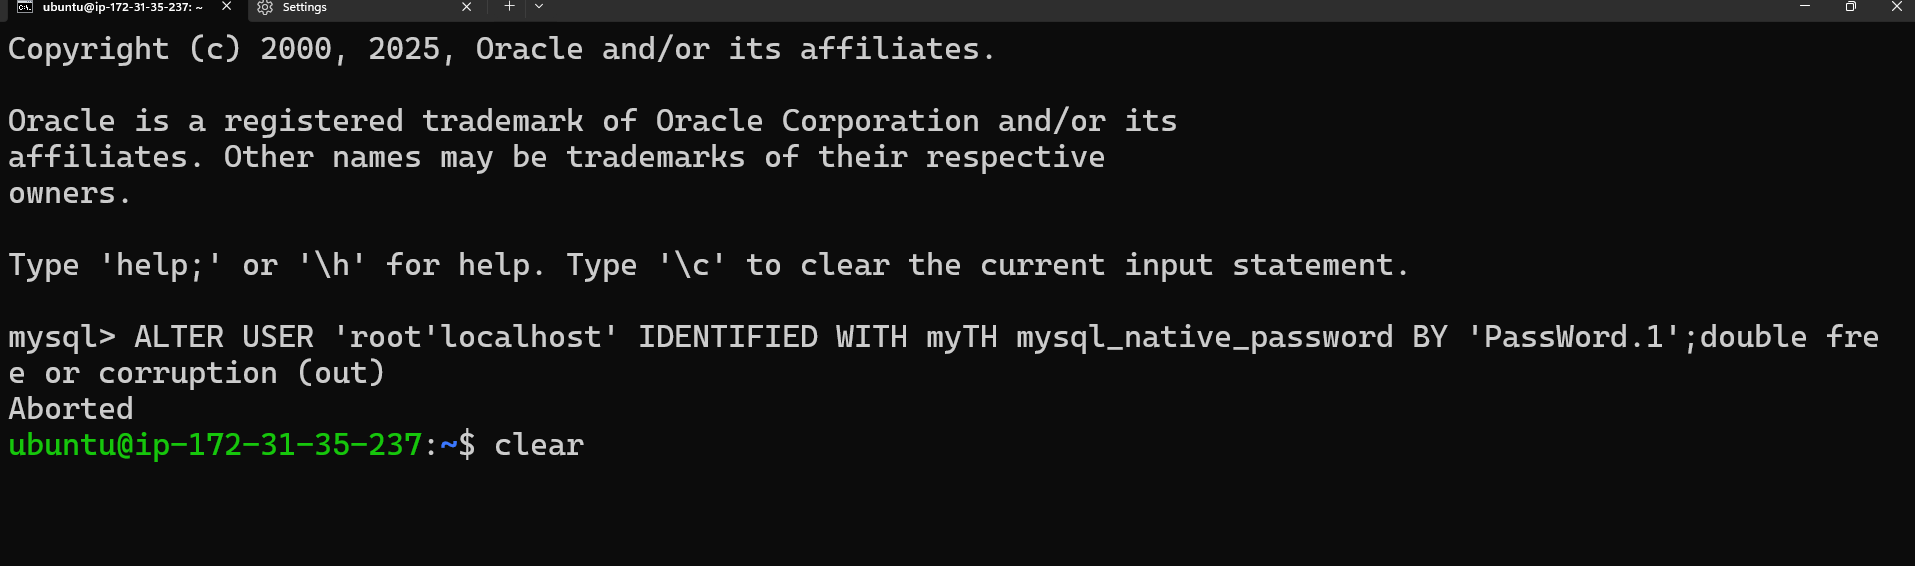 ubuntu@ip-172-31-35-237: ~
Settings
Copyright (c) 2000, 2025, Oracle and/or its affiliates.
Oracle is a registered trademark of Oracle Corporation and/or its
affiliates. Other names may be trademarks of their respective
owners.
Type 'help;' or '\h' for help. Type '\c' to clear the current input statement.
mysql> ALTER USER 'root'localhost' IDENTIFIED WITH myTH mysql_native_password BY 'PassWord.1';double fre
e or corruption (out)
Aborted
ubuntu@ip-172-31-35-237:~$ clear